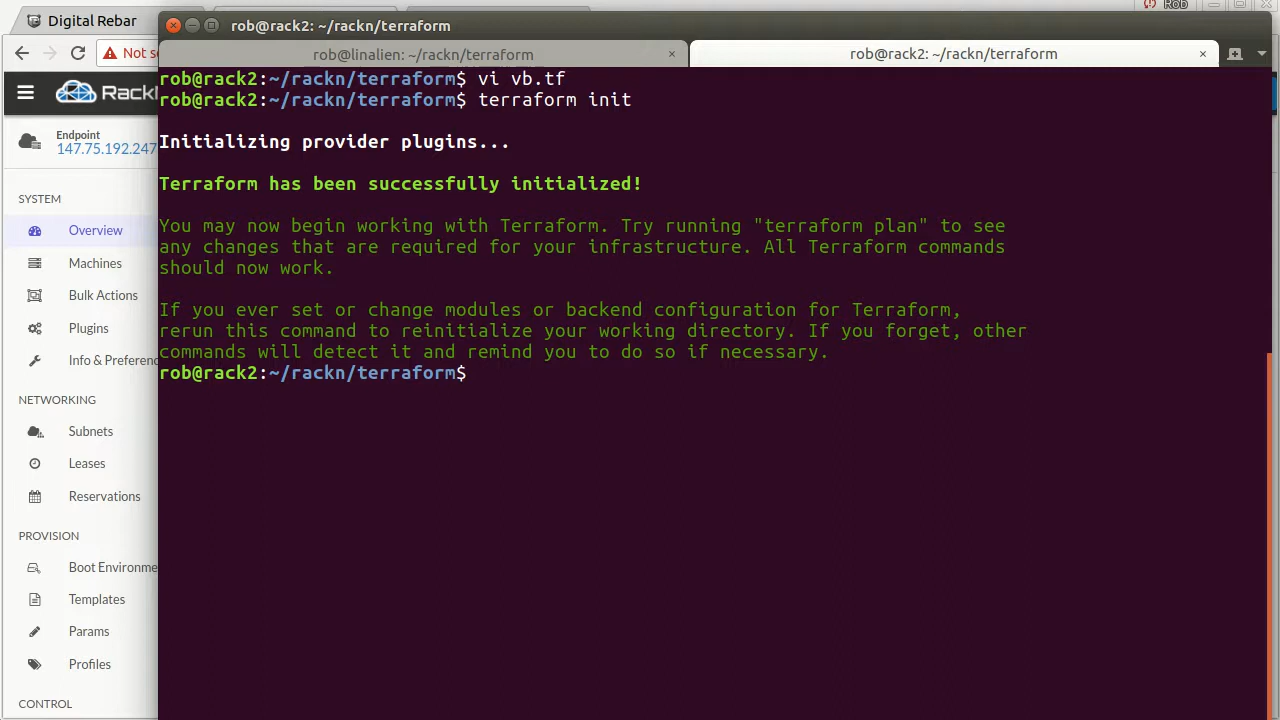 Digital Rebar
Rob
rob@rack2: ~/rackn/terraform
rob@linalien: ~/rackn/terraform ×
rob@rack2: ~/rackn/terraform ×
Not se
RackN
Endpoint
147.75.192.247
SYSTEM
Overview
Machines
Bulk Actions
Plugins
Info & Preferenc
NETWORKING
Subnets
Leases
Reservations
PROVISION
Boot Environme
Templates
Params
Profiles
CONTROL
rob@rack2:~/rackn/terraform$ vi vb.tf
rob@rack2:~/rackn/terraform$ terraform init
Initializing provider plugins...
Terraform has been successfully initialized!
You may now begin working with Terraform. Try running "terraform plan" to see
any changes that are required for your infrastructure. All Terraform commands
should now work.
If you ever set or change modules or backend configuration for Terraform,
rerun this command to reinitialize your working directory. If you forget, other
commands will detect it and remind you to do so if necessary.
rob@rack2:~/rackn/terraform$